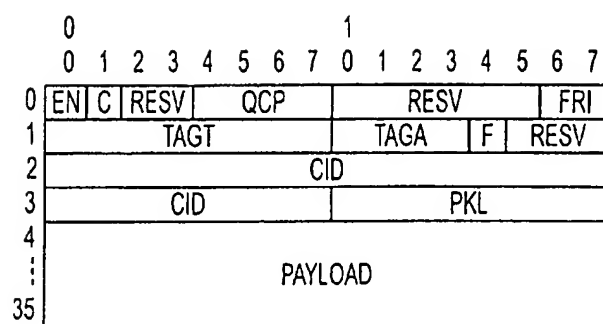 0 1
0 1 2 3 4 5 6 7 0 1 2 3 4 5 6 7
0 EN C RESV QCP RESV FRI
1 TAGT TAGA F RESV
2 CID
3 CID PKL
4
PAYLOAD
35